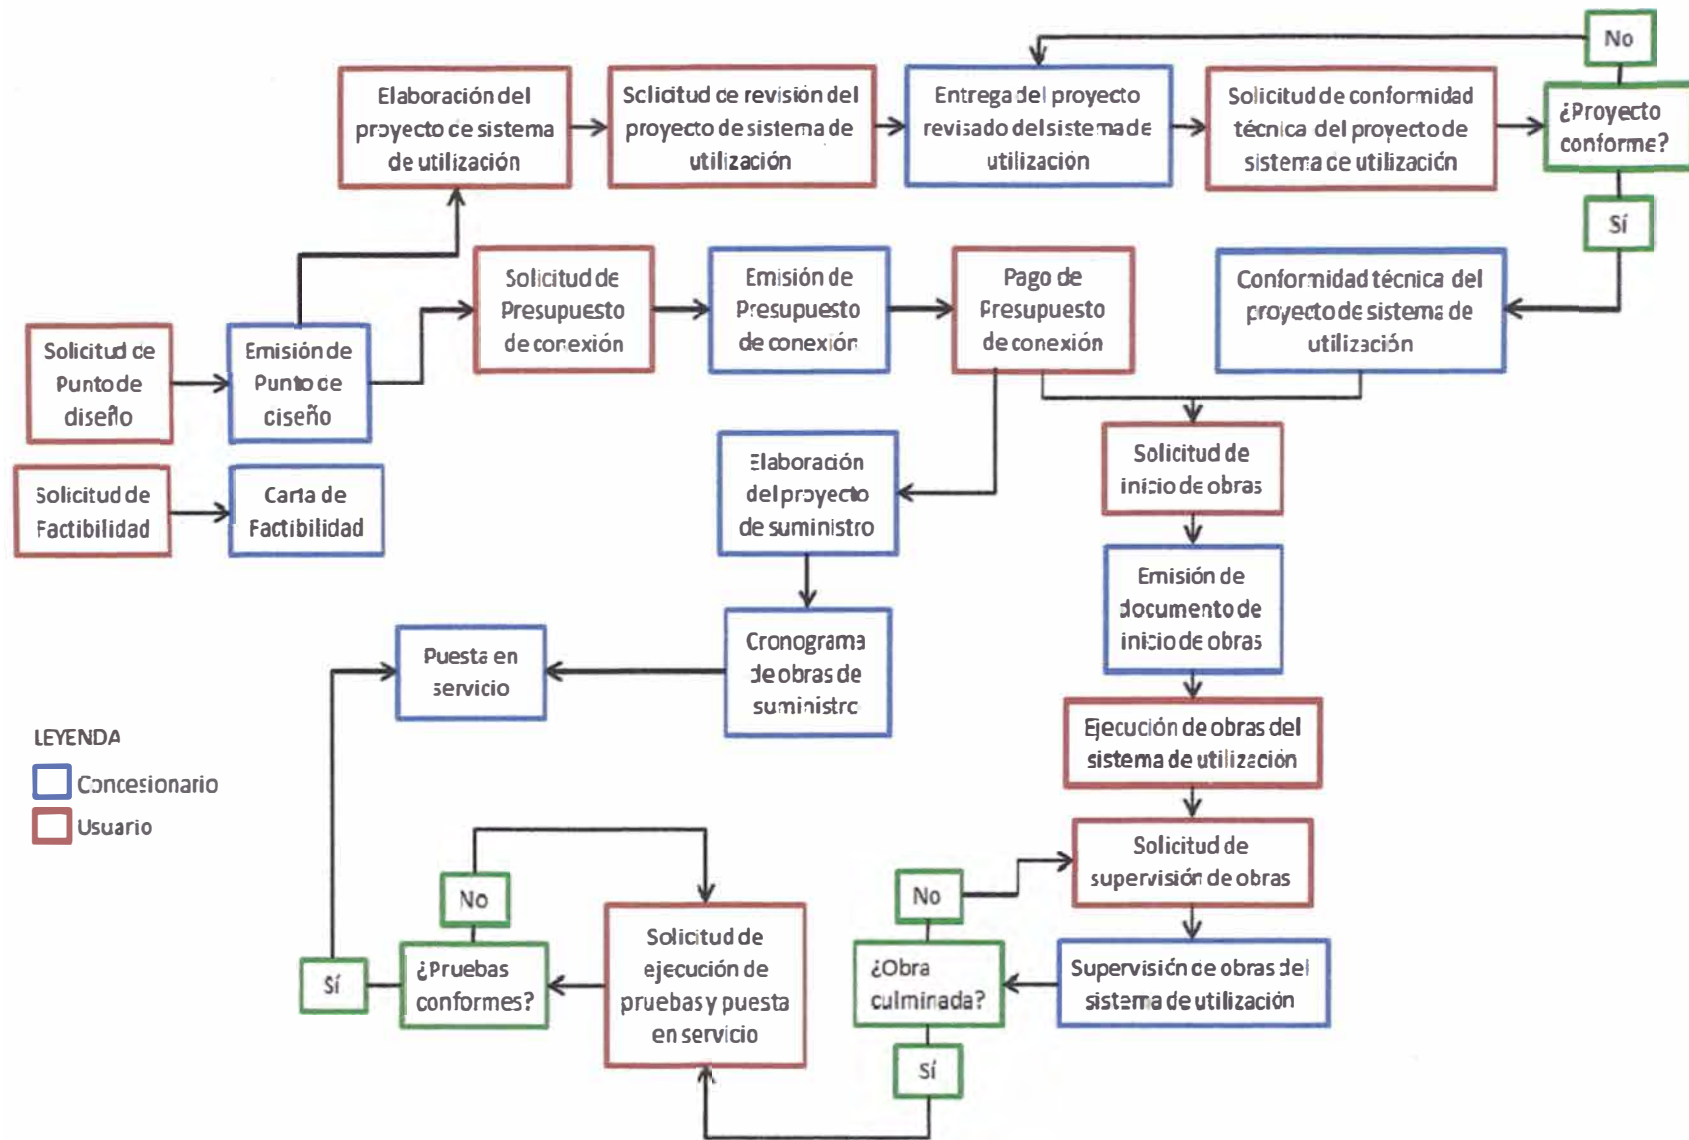 No
Elaboración del
proyecto de sistema
de utilización
Solicitud de revisión del
proyecto de sistema de
utilización
Entrega del proyecto
revisado del sistema de
utilización
Solicitud de conformidad
técnica del proyecto de
sistema de utilización
¿Proyecto
conforme?
Sí
Solicitud de
Presupuesto
de conexión
Emisión de
Presupuesto
de conexión
Pago de
Presupuesto
de conexión
Conformidad técnica del
proyecto de sistema de
utilización
Solicitud de
Punto de
diseño
Emisión de
Punto de
diseño
Solicitud de
Factibilidad
Carta de
Factibilidad
Elaboración
del proyecto
de suministro
Solicitud de
inicio de obras
Emisión de
documento de
inicio de obras
Puesta en
servicio
Cronograma
de obras de
suministro
Ejecución de obras del
sistema de utilización
LEYENDA
Concesionario
Usuario
Solicitud de
supervisión de obras
No
No
Solicitud de
ejecución de
pruebas y puesta
en servicio
¿Pruebas
conformes?
Sí
¿Obra
culminada?
Supervisión de obras del
sistema de utilización
Sí